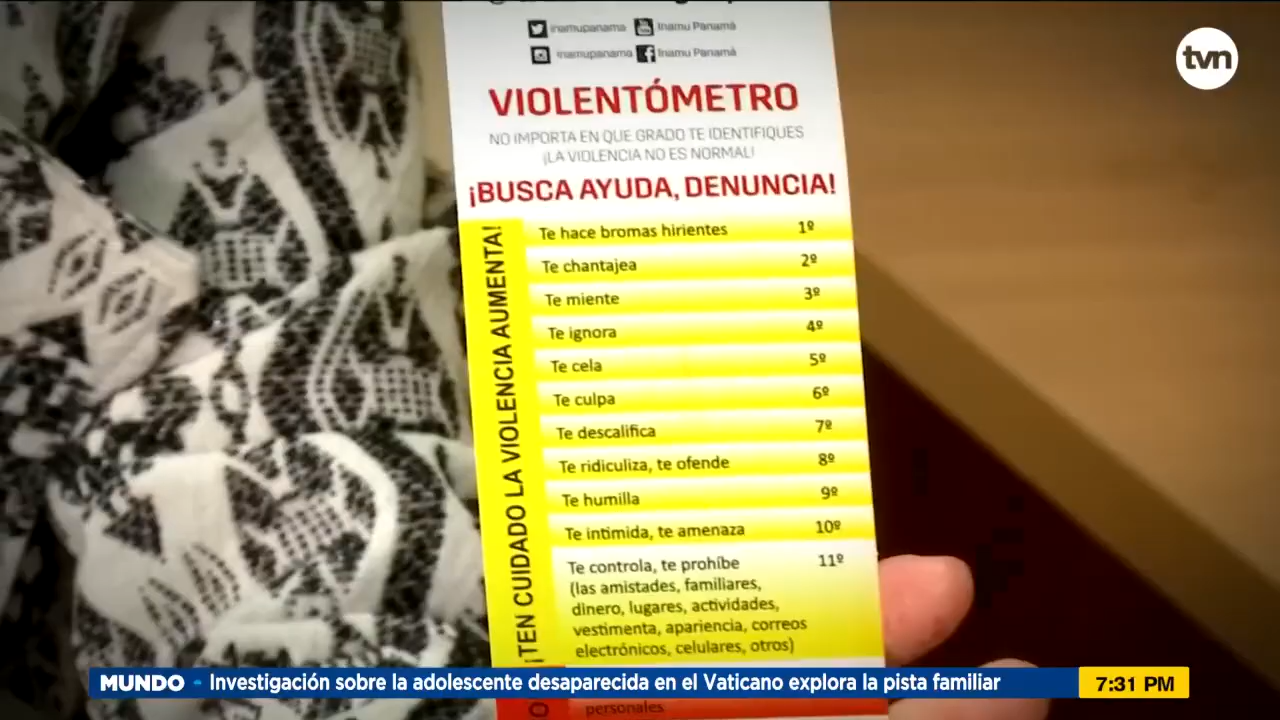 inamupanama Inamu Panamá
inamupanama Inamu Panamá
tvn
VIOLENTÓMETRO
NO IMPORTA EN QUE GRADO TE IDENTIFIQUES
¡LA VIOLENCIA NO ES NORMAL!
¡BUSCA AYUDA, DENUNCIA!
¡TEN CUIDADO LA VIOLENCIA AUMENTA!
Te hace bromas hirientes 1º
Te chantajea 2º
Te miente 3º
Te ignora 4º
Te cela 5º
Te culpa 6º
Te descalifica 7º
Te ridiculiza, te ofende 8º
Te humilla 9º
Te intimida, te amenaza 10º
Te controla, te prohíbe 11º
(las amistades, familiares,
dinero, lugares, actividades,
vestimenta, apariencia, correos
electrónicos, celulares, otros)
personales
MUNDO - Investigación sobre la adolescente desaparecida en el Vaticano explora la pista familiar 7:31 PM